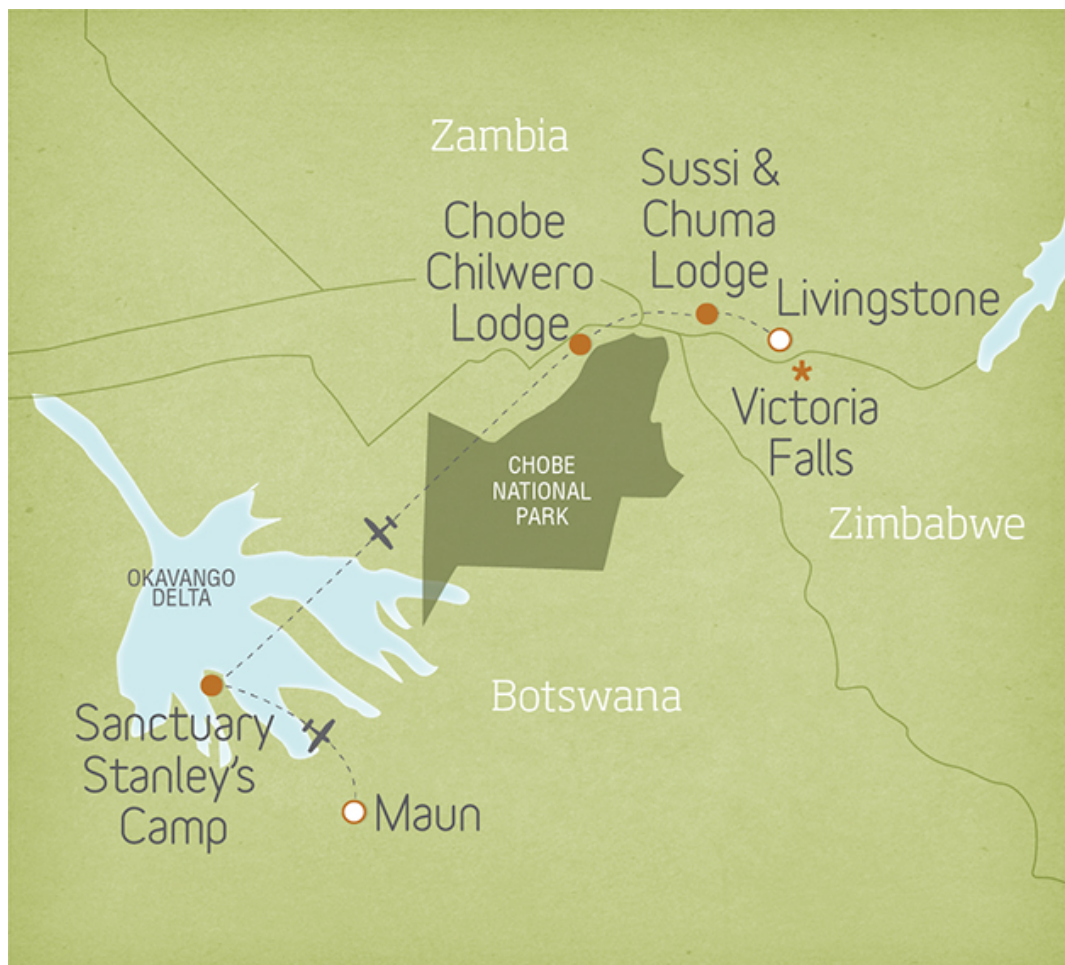 Zambia
Sussi &
Chuma
Lodge
Chobe
Chilwero
Lodge
Livingstone
Victoria
Falls
CHOBE
NATIONAL
PARK
Zimbabwe
OKAVANGO
DELTA
Botswana
Sanctuary
Stanley's
Camp
Maun